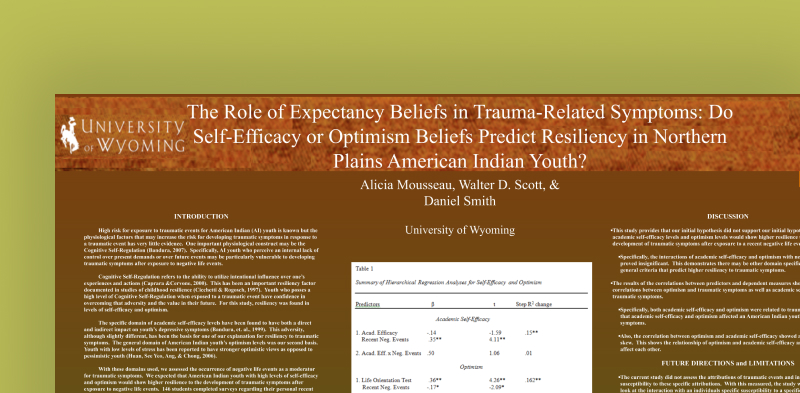 UNIVERSITY
OF WYOMING
The Role of Expectancy Beliefs in Trauma-Related Symptoms: Do
Self-Efficacy or Optimism Beliefs Predict Resiliency in Northern
Plains American Indian Youth?
Alicia Mousseau, Walter D. Scott, &
Daniel Smith
University of Wyoming
INTRODUCTION
High risk for exposure to traumatic events for American Indian (AI) youth is known but the
physiological factors that may increase the risk for developing traumatic symptoms in response to
a traumatic event has very little evidence. One important physiological construct may be the
Cognitive Self-Regulation (Bandura, 2007). Specifically, AI youth who perceive an internal lack of
control over present demands or over future events may be particularly vulnerable to developing
traumatic symptoms after exposure to negative life events.
Cognitive Self-Regulation refers to the ability to utilize intentional influence over one's
experiences and actions (Caprara &Cervone, 2000). This has been an important resiliency factor
documented in studies of childhood resilience (Citchetti & Rogosch, (1997). Youth who posses a
high level of Cognitive Self-Regulation when exposed to a traumatic event have confidence in
overcoming that adversity and the value in their future. For this study, resiliency was found in
levels of self-efficacy and optimism.
The specific domain of academic self-efficacy levels have been found to have both a direct
and indirect impact on youth's depressive symptoms (Bandura, et. al., 1999). This adversity,
although slightly different, has been the basis for one of our explanation for resiliency to traumatic
symptoms. The general domain of American Indian youth's optimism levels was our second basis.
Youth with low levels of stress has been reported to have stronger optimistic views as opposed to
pessimistic youth (Huan, See Yeo, Ang, & Chong, 2006).
With those domains used, we assessed the occurrence of negative life events as a moderator
for traumatic symptoms. We expected that American Indian youth with high levels of self-efficacy
and optimism would show higher resilience to the development of traumatic symptoms after
exposure to negative life events. 146 students completed surveys regarding their personal recent
Table 1
Summary of Hierarchical Regression Analyses for Self-Efficacy and Optimism
Predictors β t Step R² change
Academic Self-Efficacy
1. Acad. Efficacy -.14 -1.59 .15**
Recent Neg. Events .35** 4.11**
2. Acad. Eff. x Neg. Events .50 1.06 .01
Optimism
1. Life Orientation Test .36** 4.26** .162**
Recent Neg. Events -.17* -2.09*
DISCUSSION
•This study provides that our initial hypothesis did not support our initial hypot
academic self-efficacy levels and optimism levels would show higher resilience
development of traumatic symptoms after exposure to a recent negative life eve
•Specifically, the interactions of academic self-efficacy and optimism with ne
proved insignificant. This demonstrates there may be other domain specific
general criteria that predict higher resiliency to traumatic symptoms.
•The results of the correlations between predictors and dependent measures sho
correlations between optimism and traumatic symptoms as well as academic se
traumatic symptoms.
•Specifically, both academic self-efficacy and optimism were related to traum
that academic self-efficacy and optimism affected an American Indian youth
symptoms.
•Also, the correlation between optimism and academic self-efficacy showed a
skew. This shows the relationship of optimism and academic self-efficacy is
affect each other.
FUTURE DIRECTIONS and LIMITATIONS
•The current study did not assess the attributions of traumatic events and in
susceptibility to these specific attributions. With this measured, the study w
look at the interaction with an individuals specific susceptibility to a specific